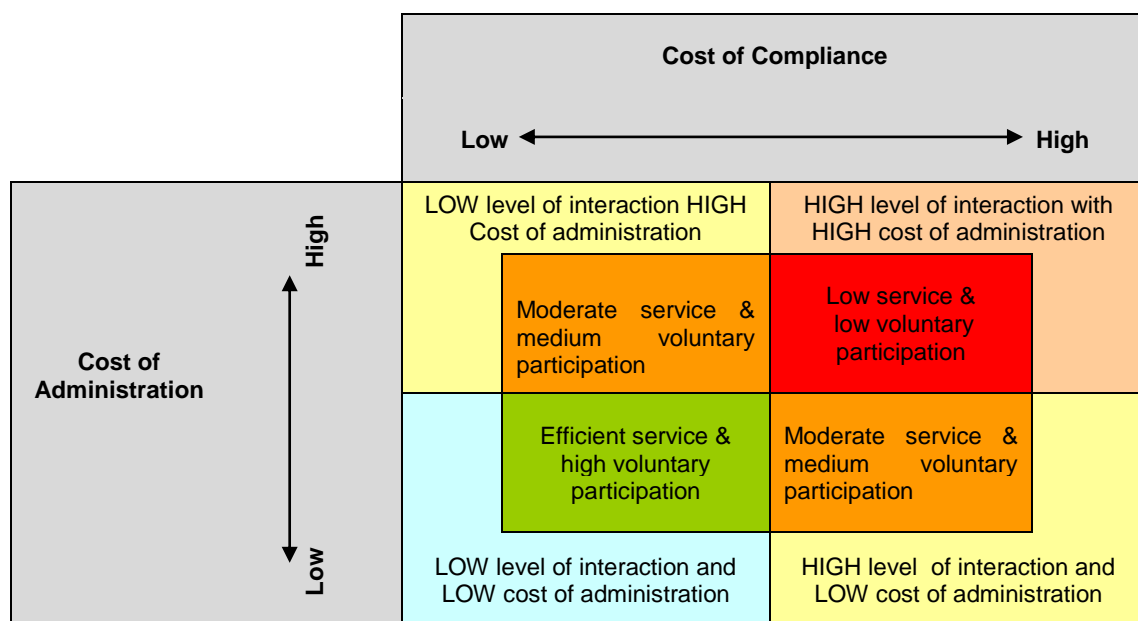 Cost of Compliance
Low
High
LOW level of interaction HIGH
Cost of administration
HIGH level of interaction with
HIGH cost of administration
High
Moderate service &
medium voluntary
participation
Low service &
low voluntary
participation
Cost of
Administration
Efficient service &
high voluntary
participation
Moderate service &
medium voluntary
participation
Low
LOW level of interaction and
LOW cost of administration
HIGH level of interaction and
LOW cost of administration